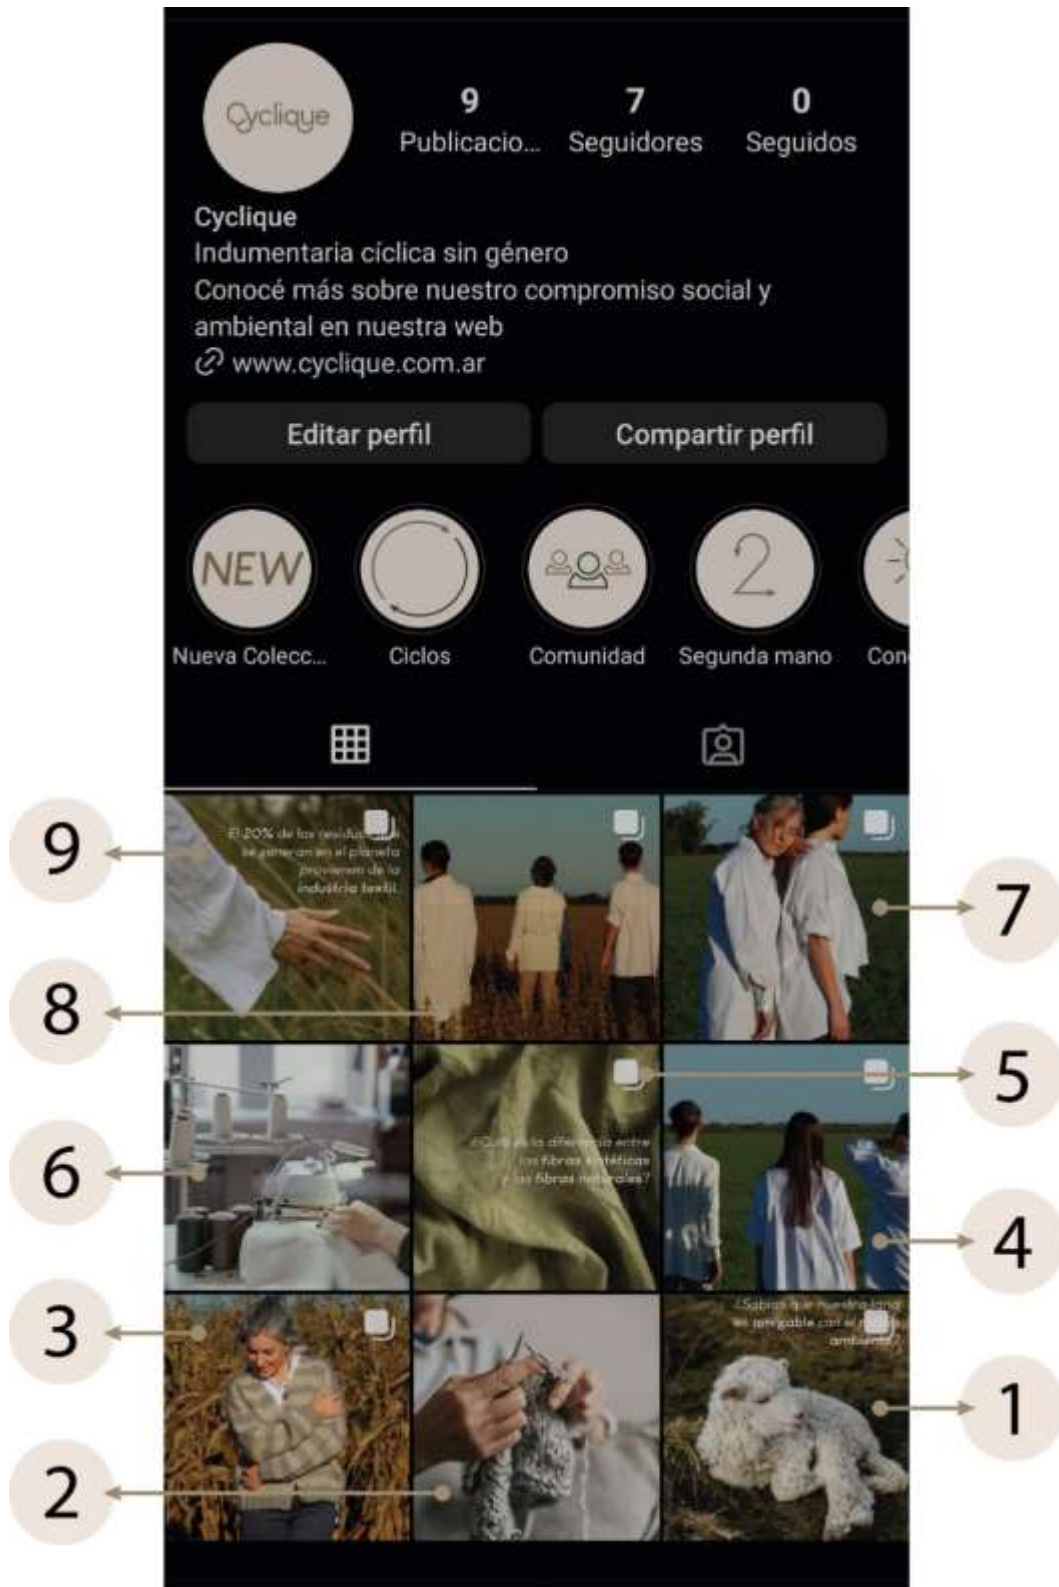 Cyclique
9
Publicacio...
7
Seguidores
0
Seguidos
Cyclique
Indumentaria cíclica sin género
Conocé más sobre nuestro compromiso social y
ambiental en nuestra web
www.cyclique.com.ar
Editar perfil
Compartir perfil
NEW
2
Nueva Colecc...
Ciclos
Comunidad
Segunda mano
Con
9
El 20% de los residuos que
se generan en el planeta
provienen de la
industria textil.
7
8
5
¿Cuál es la diferencia entre
las fibras sintéticas
y las fibras naturales?
6
4
3
¿Sabías que nuestra lana
es amigable con el medio
ambiente?
1
2